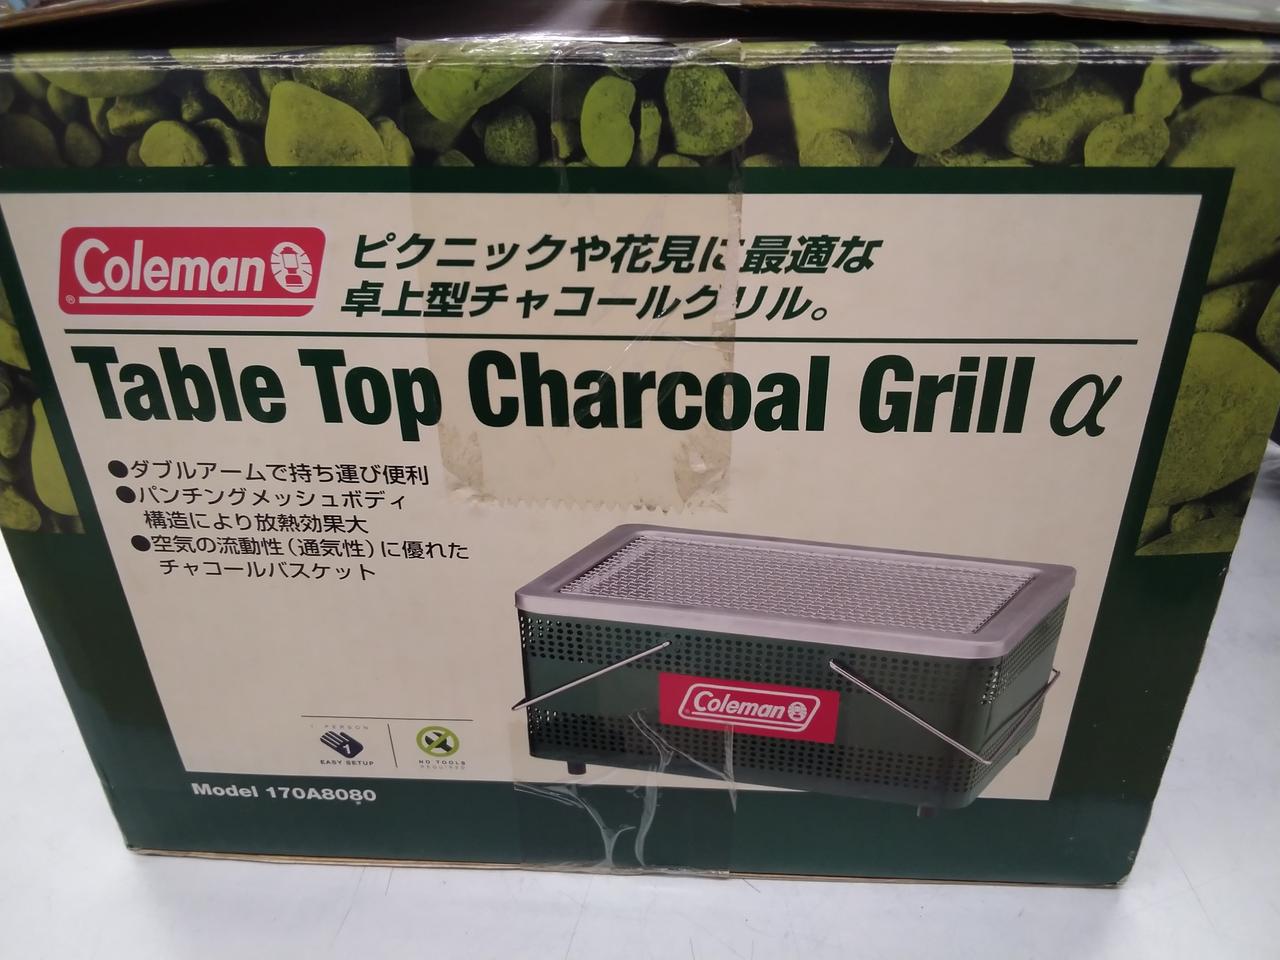 Coleman
ピクニックや花見に最適な
卓上型チャコールグリル。
Table Top Charcoal Grill α
●ダブルアームで持ち運び便利
●パンチングメッシュボディ
構造により放熱効果大
●空気の流動性(通気性)に優れた
チャコールバスケット
Coleman
1 PERSON
1
EASY SETUP
NO TOOLS
REQUIRED
Model 170A8080